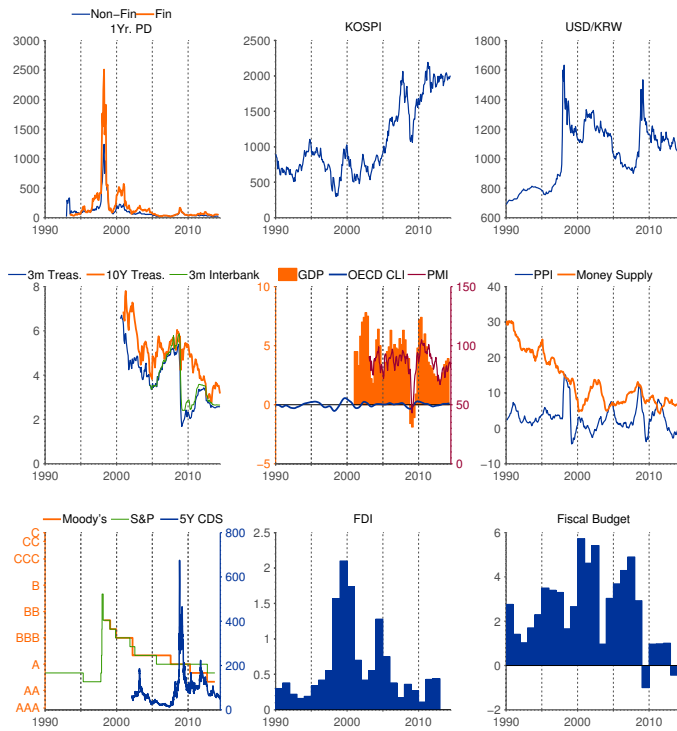 Non−Fin Fin
1Yr. PD
3000
2500
2000
1500
1000
500
0
1990 2000 2010
KOSPI
2500
2000
1500
1000
500
0
1990 2000 2010
USD/KRW
1800
1600
1400
1200
1000
800
600
1990 2000 2010
3m Treas. 10Y Treas. 3m Interbank
8
6
4
2
0
1990 2000 2010
GDP OECD CLI PMI
10 150
5 100
0 50
−5 0
1990 2000 2010
PPI Money Supply
40
30
20
10
0
−10
1990 2000 2010
Moody's S&P 5Y CDS
C
CC
CCC
B
BB
BBB
A
AA
AAA
800
600
400
200
0
1990 2000 2010
FDI
2.5
2
1.5
1
0.5
0
1990 2000 2010
Fiscal Budget
6
4
2
0
−2
1990 2000 2010